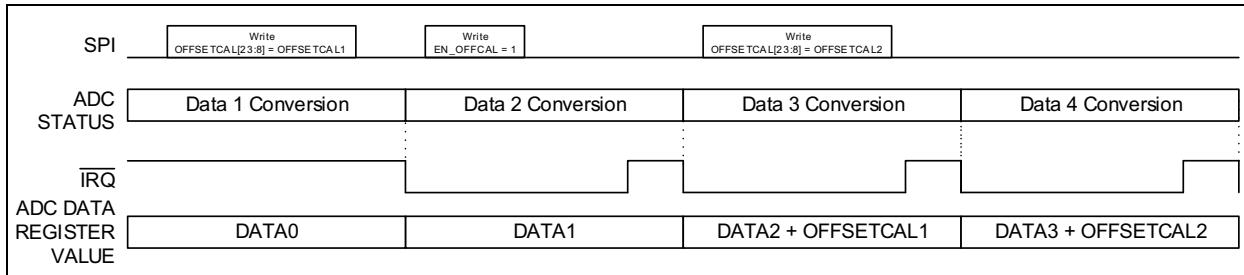 SPI
Write
OFFSETCAL[23:8] = OFFSETCAL1
Write
EN_OFFCAL = 1
Write
OFFSETCAL[23:8] = OFFSETCAL2
ADC
STATUS
Data 1 Conversion
Data 2 Conversion
Data 3 Conversion
Data 4 Conversion
IRQ
ADC DATA
REGISTER
VALUE
DATA0
DATA1
DATA2 + OFFSETCAL1
DATA3 + OFFSETCAL2